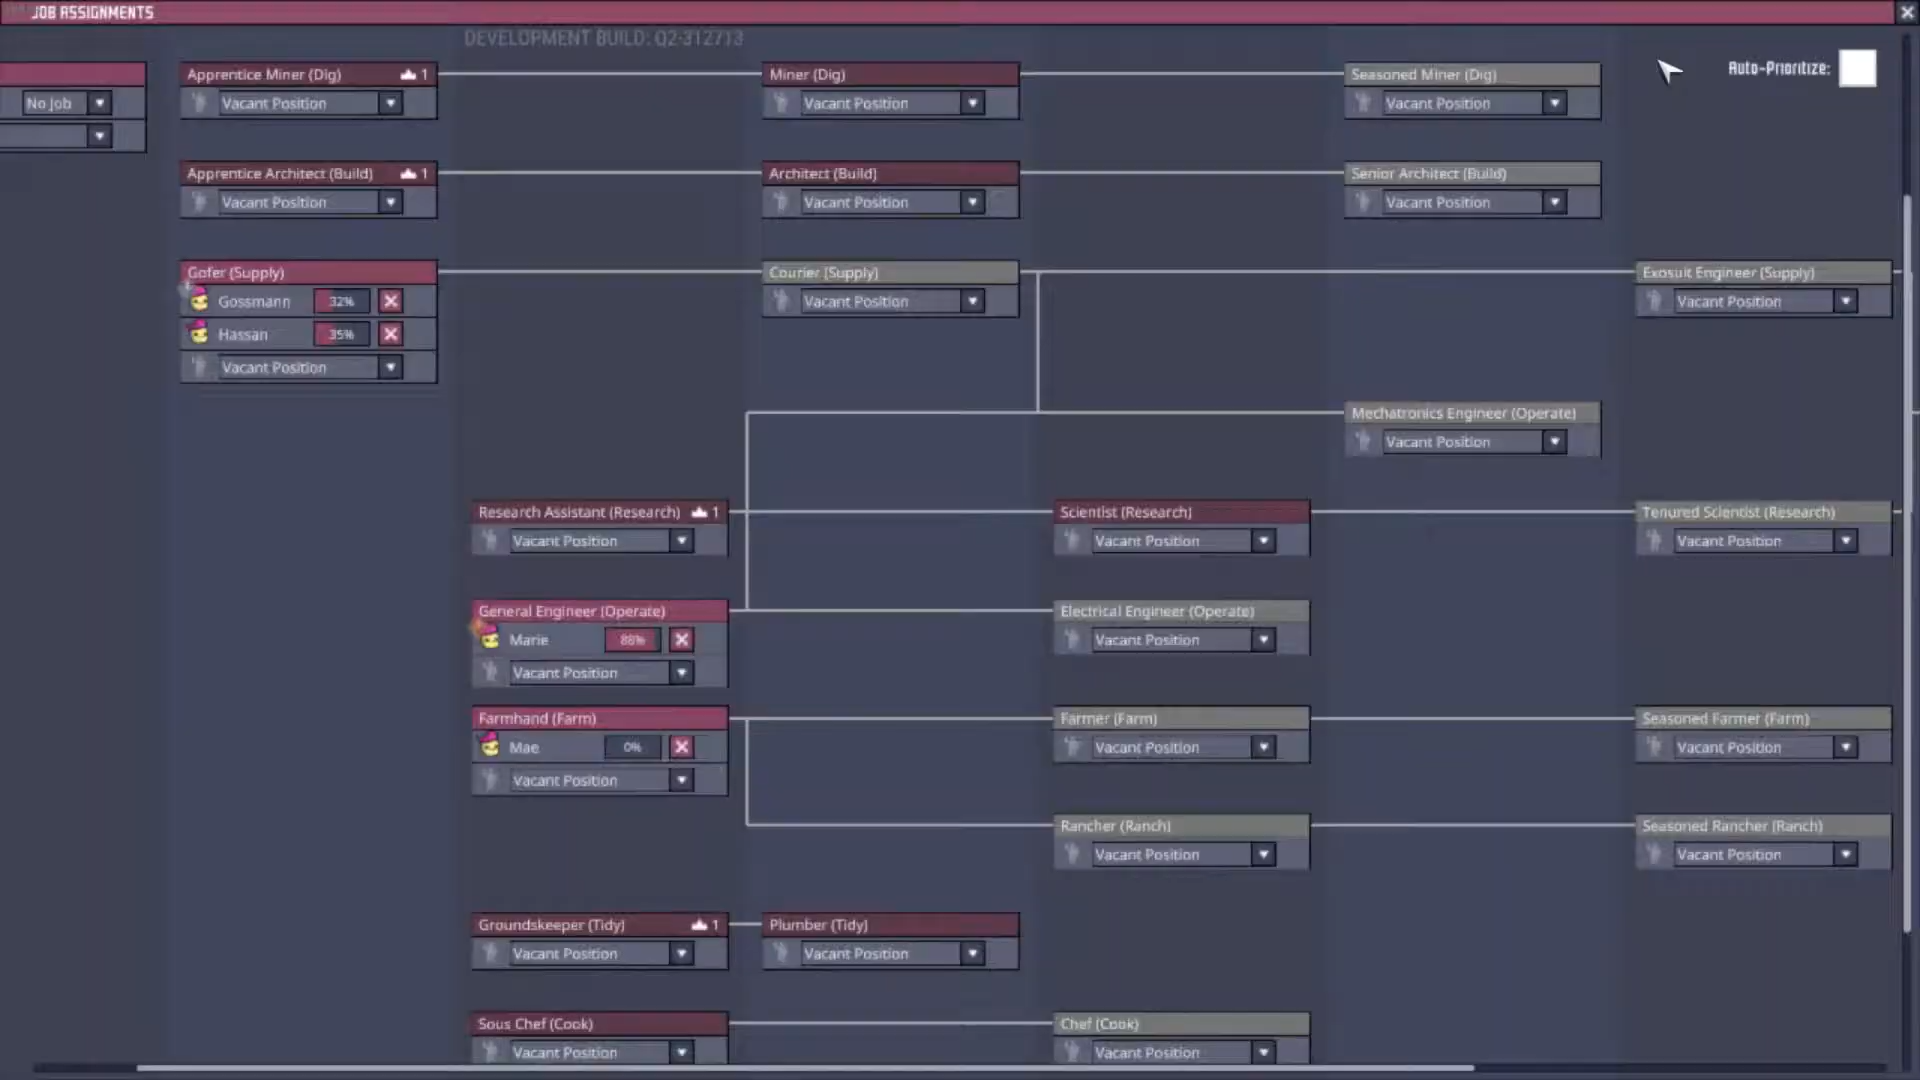 JOB ASSIGNMENTS
DEVELOPMENT BUILD: Q2-312713
Auto-Prioritize:
No Job
Apprentice Miner (Dig) 1
Vacant Position
Miner (Dig)
Vacant Position
Seasoned Miner (Dig)
Vacant Position
Apprentice Architect (Build) 1
Vacant Position
Architect (Build)
Vacant Position
Senior Architect (Build)
Vacant Position
Gofer (Supply)
Gossmann 32%
Hassan 35%
Vacant Position
Courier (Supply)
Vacant Position
Exosuit Engineer (Supply)
Vacant Position
Mechatronics Engineer (Operate)
Vacant Position
Research Assistant (Research) 1
Vacant Position
Scientist (Research)
Vacant Position
Tenured Scientist (Research)
Vacant Position
General Engineer (Operate)
Marie 88%
Vacant Position
Electrical Engineer (Operate)
Vacant Position
Farmhand (Farm)
Mae 0%
Vacant Position
Farmer (Farm)
Vacant Position
Seasoned Farmer (Farm)
Vacant Position
Rancher (Ranch)
Vacant Position
Seasoned Rancher (Ranch)
Vacant Position
Groundskeeper (Tidy) 1
Vacant Position
Plumber (Tidy)
Vacant Position
Sous Chef (Cook)
Vacant Position
Chef (Cook)
Vacant Position